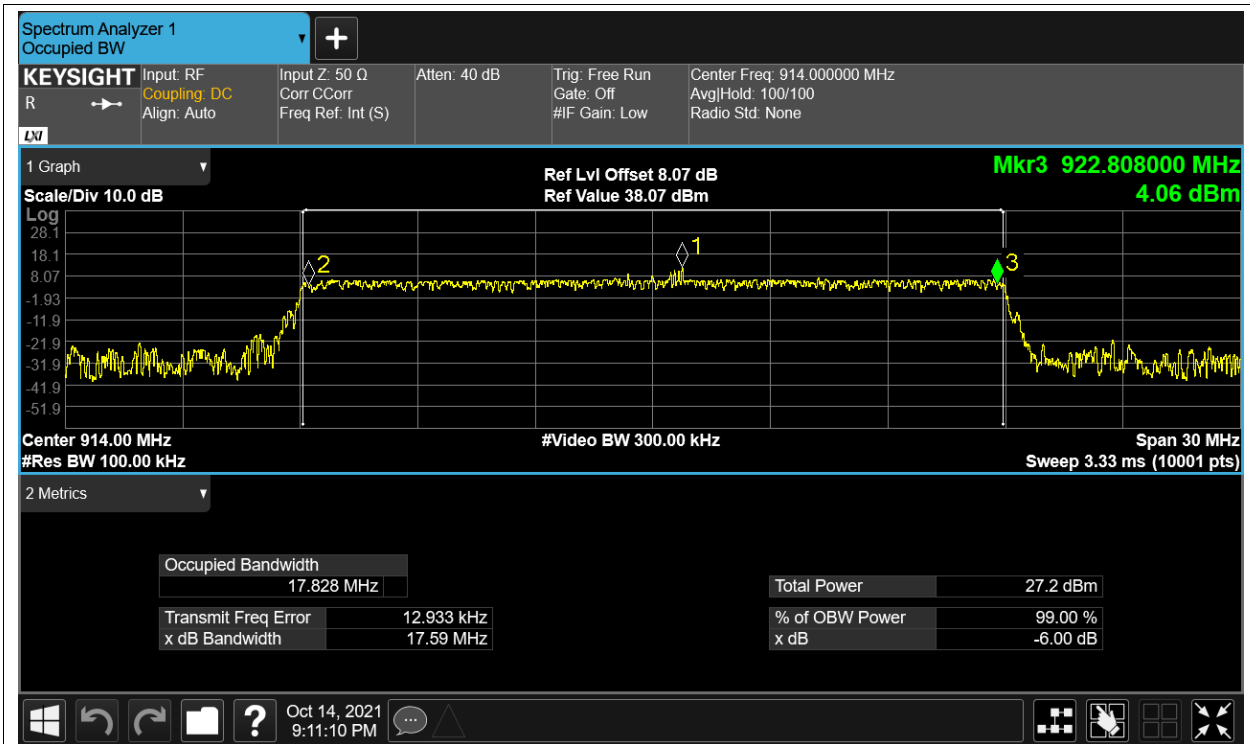 Spectrum Analyzer 1
Occupied BW
KEYSIGHT Input: RF Input Z: 50 Ω Atten: 40 dB Trig: Free Run Center Freq: 914.000000 MHz
R Coupling: DC Corr CCorr Gate: Off Avg|Hold: 100/100
Align: Auto Freq Ref: Int (S) #IF Gain: Low Radio Std: None
LXI
1 Graph Ref Lvl Offset 8.07 dB Mkr3 922.808000 MHz
Scale/Div 10.0 dB Ref Value 38.07 dBm 4.06 dBm
Log
28.1
18.1 1
8.07 2 3
-1.93
-11.9
-21.9
-31.9
-41.9
-51.9
Center 914.00 MHz #Video BW 300.00 kHz Span 30 MHz
#Res BW 100.00 kHz Sweep 3.33 ms (10001 pts)
2 Metrics
Occupied Bandwidth
17.828 MHz Total Power 27.2 dBm
Transmit Freq Error 12.933 kHz % of OBW Power 99.00 %
x dB Bandwidth 17.59 MHz x dB -6.00 dB
? Oct 14, 2021
9:11:10 PM